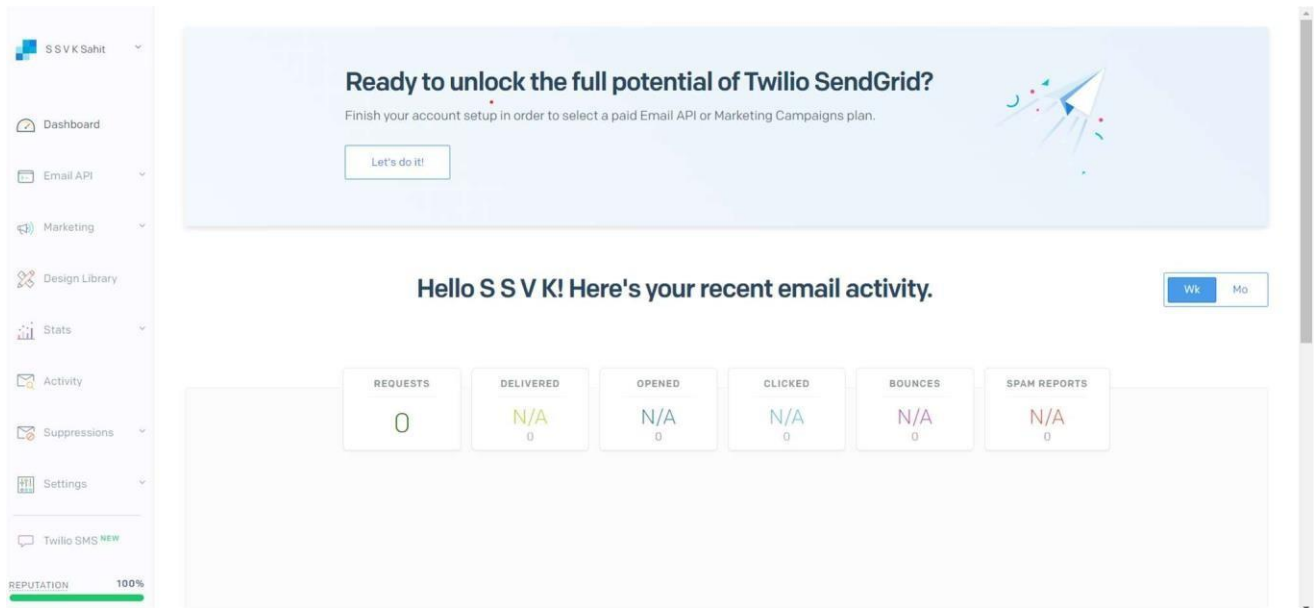 S S V K Sahit
Dashboard
Email API
Marketing
Design Library
Stats
Activity
Suppressions
Settings
Twilio SMS NEW
REPUTATION 100%
Ready to unlock the full potential of Twilio SendGrid?
Finish your account setup in order to select a paid Email API or Marketing Campaigns plan.
Let's do it!
Hello S S V K! Here's your recent email activity.
Wk Mo
REQUESTS DELIVERED OPENED CLICKED BOUNCES SPAM REPORTS
0 N/A N/A N/A N/A N/A
0 0 0 0 0